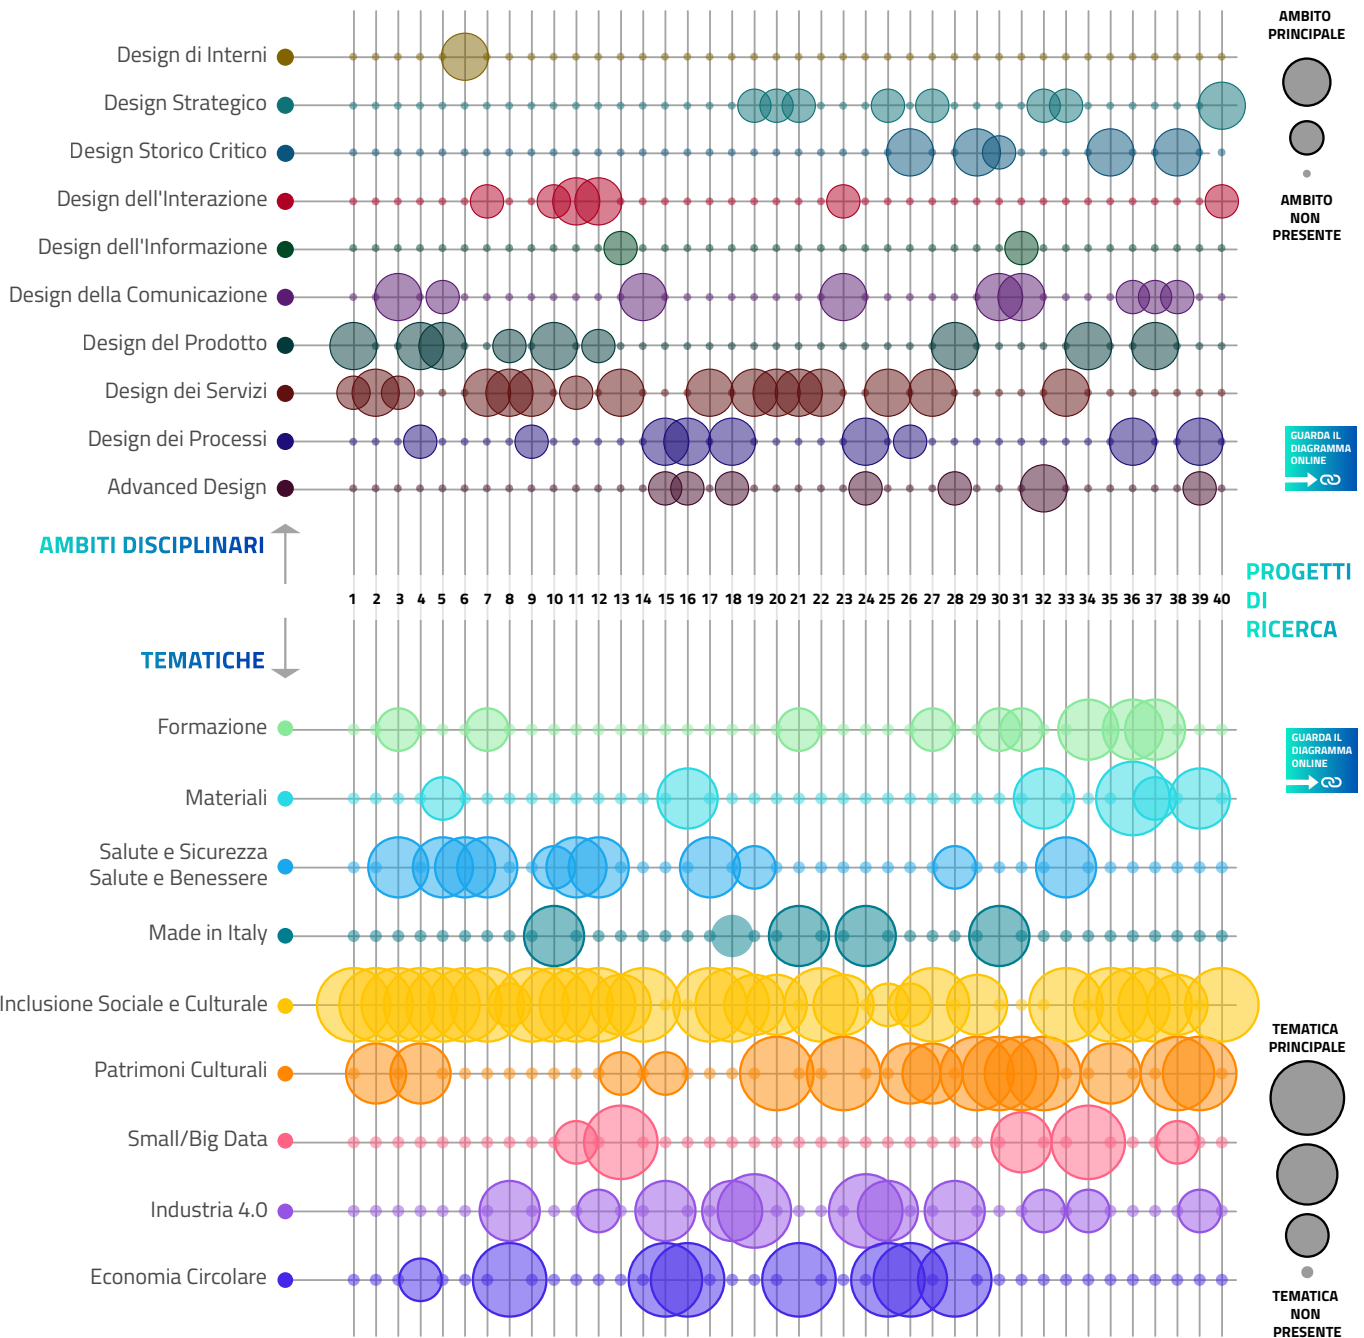 Design di Interni
Design Strategico
Design Storico Critico
Design dell'Interazione
Design dell'Informazione
Design della Comunicazione
Design del Prodotto
Design dei Servizi
Design dei Processi
Advanced Design
AMBITO
PRINCIPALE
AMBITO
NON
PRESENTE
GUARDA IL
DIAGRAMMA
ONLINE
AMBITI DISCIPLINARI
1 2 3 4 5 6 7 8 9 10 11 12 13 14 15 16 17 18 19 20 21 22 23 24 25 26 27 28 29 30 31 32 33 34 35 36 37 38 39 40
PROGETTI
DI
RICERCA
TEMATICHE
Formazione
Materiali
Salute e Sicurezza
Salute e Benessere
Made in Italy
Inclusione Sociale e Culturale
Patrimoni Culturali
Small/Big Data
Industria 4.0
Economia Circolare
GUARDA IL
DIAGRAMMA
ONLINE
TEMATICA
PRINCIPALE
TEMATICA
NON
PRESENTE